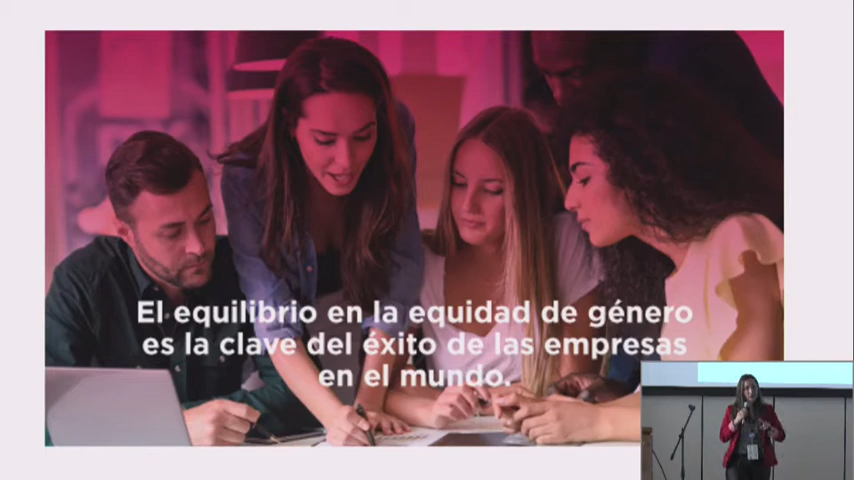 El equilibrio en la equidad de género
es la clave del éxito de las empresas
en el mundo.